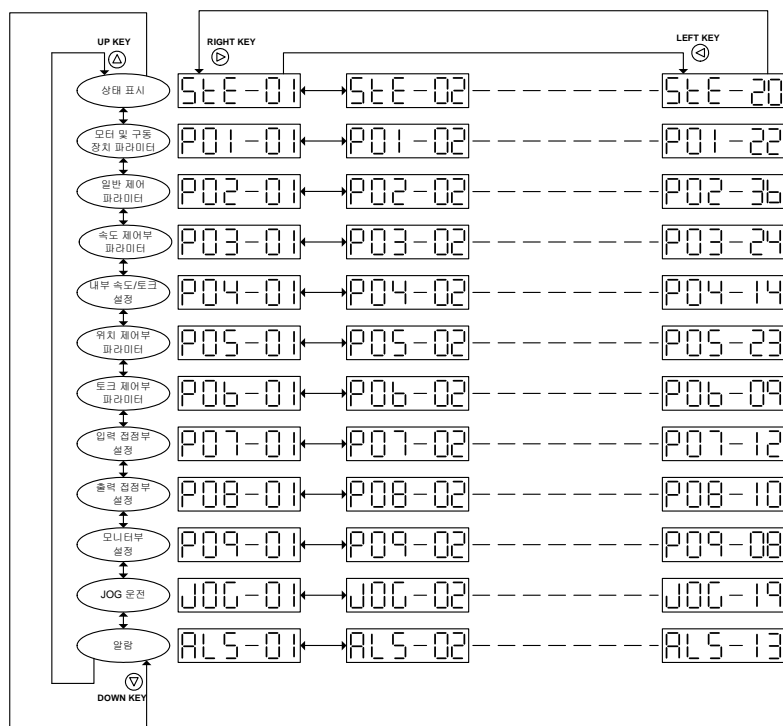 UP KEY
RIGHT KEY
LEFT KEY
상태 표시
StE-01 StE-02 StE-20
모터 및 구동
장치 파라미터
P01-01 P01-02 P01-22
일반 제어
파라미터
P02-01 P02-02 P02-36
속도 제어부
파라미터
P03-01 P03-02 P03-24
내부 속도/토크
설정
P04-01 P04-02 P04-14
위치 제어부
파라미터
P05-01 P05-02 P05-23
토크 제어부
파라미터
P06-01 P06-02 P06-09
입력 접점부
설정
P07-01 P07-02 P07-12
출력 접점부
설정
P08-01 P08-02 P08-10
모니터부
설정
P09-01 P09-02 P09-08
JOG 운전
JOG-01 JOG-02 JOG-19
알람
ALS-01 ALS-02 ALS-13
DOWN KEY